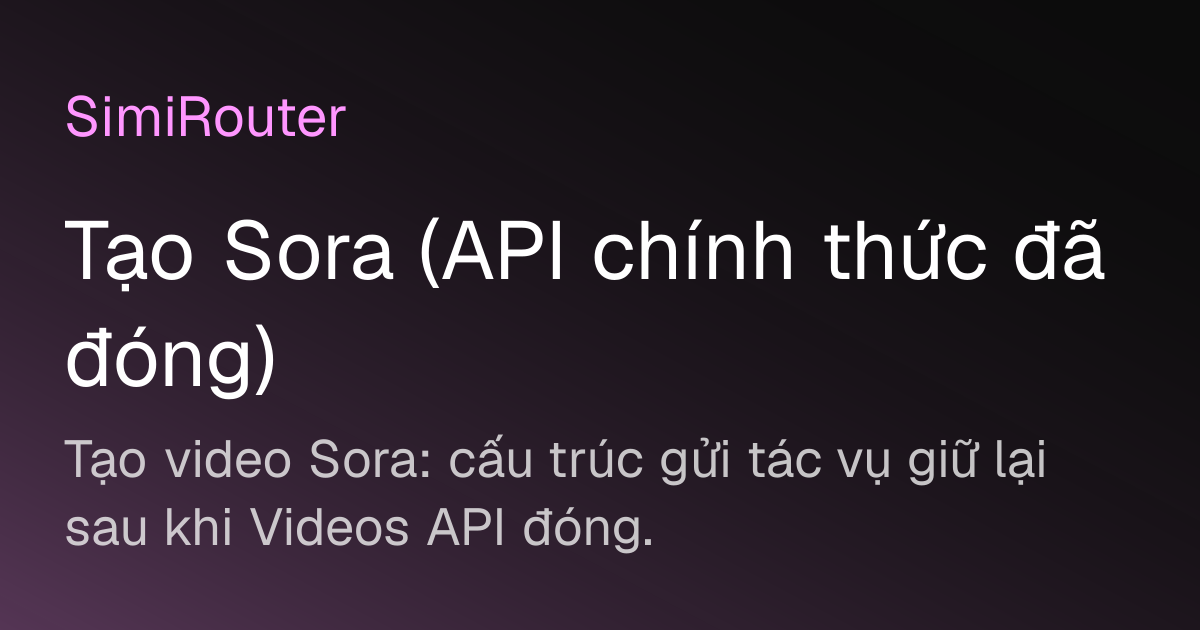 SimiRouter
Tạo Sora (API chính thức đã
đóng)
Tạo video Sora: cấu trúc gửi tác vụ giữ lại
sau khi Videos API đóng.